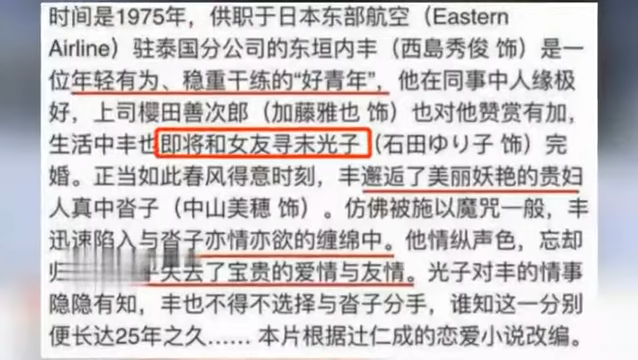 时间是1975年，供职于日本东部航空（Eastern
Airline）驻泰国分公司的东垣内丰（西島秀俊 饰）是一
位年轻有为、稳重干练的“好青年”，他在同事中人缘极
好，上司樱田善次郎（加藤雅也 饰）也对他赞赏有加，
生活中丰也即将和女友寻末光子（石田ゆり子 饰）完
婚。正当如此春风得意时刻，丰邂逅了美丽妖艳的贵妇
人真中沓子（中山美穗 饰）。仿佛被施以魔咒一般，丰
迅速陷入与沓子亦情亦欲的缠绵中。他情纵声色，忘却
归 失去了宝贵的爱情与友情。光子对丰的情事
隐隐有知，丰也不得不选择与沓子分手，谁知这一分别
便长达25年之久…… 本片根据辻仁成的恋爱小说改编。